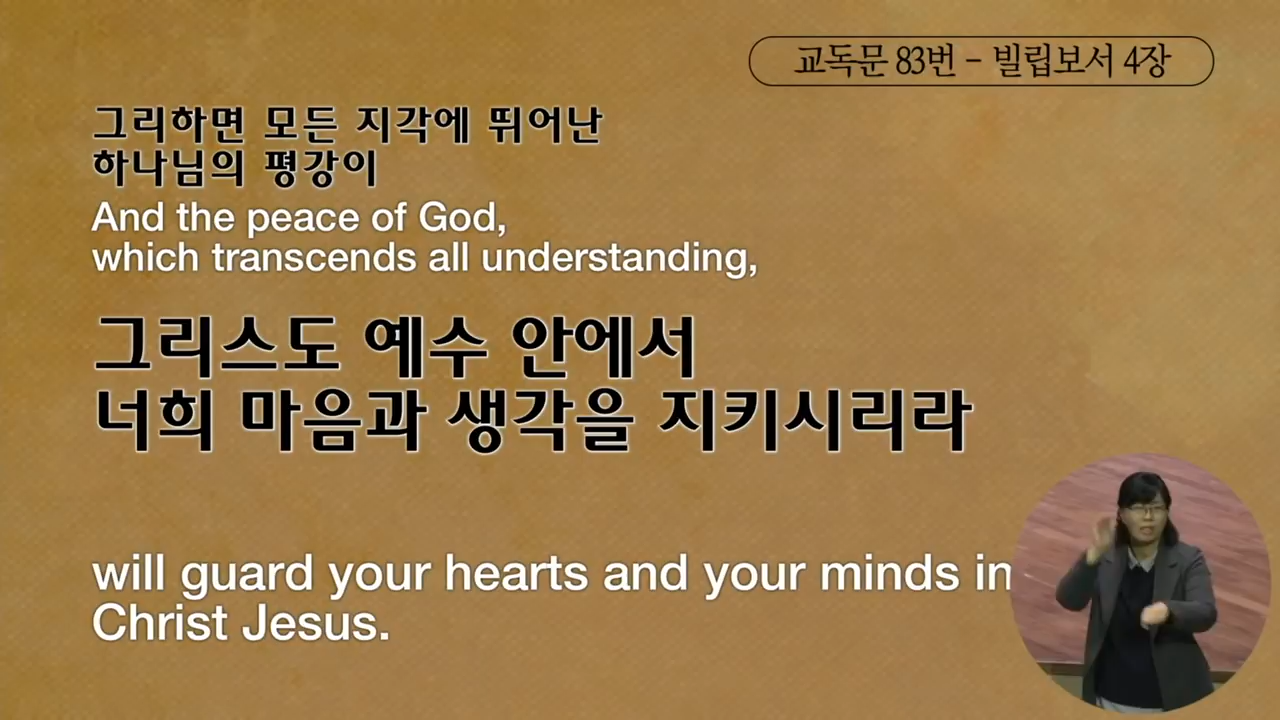 교독문 83번 - 빌립보서 4장
그리하면 모든 지각에 뛰어난
하나님의 평강이
And the peace of God,
which transcends all understanding,
그리스도 예수 안에서
너희 마음과 생각을 지키시리라
will guard your hearts and your minds in
Christ Jesus.